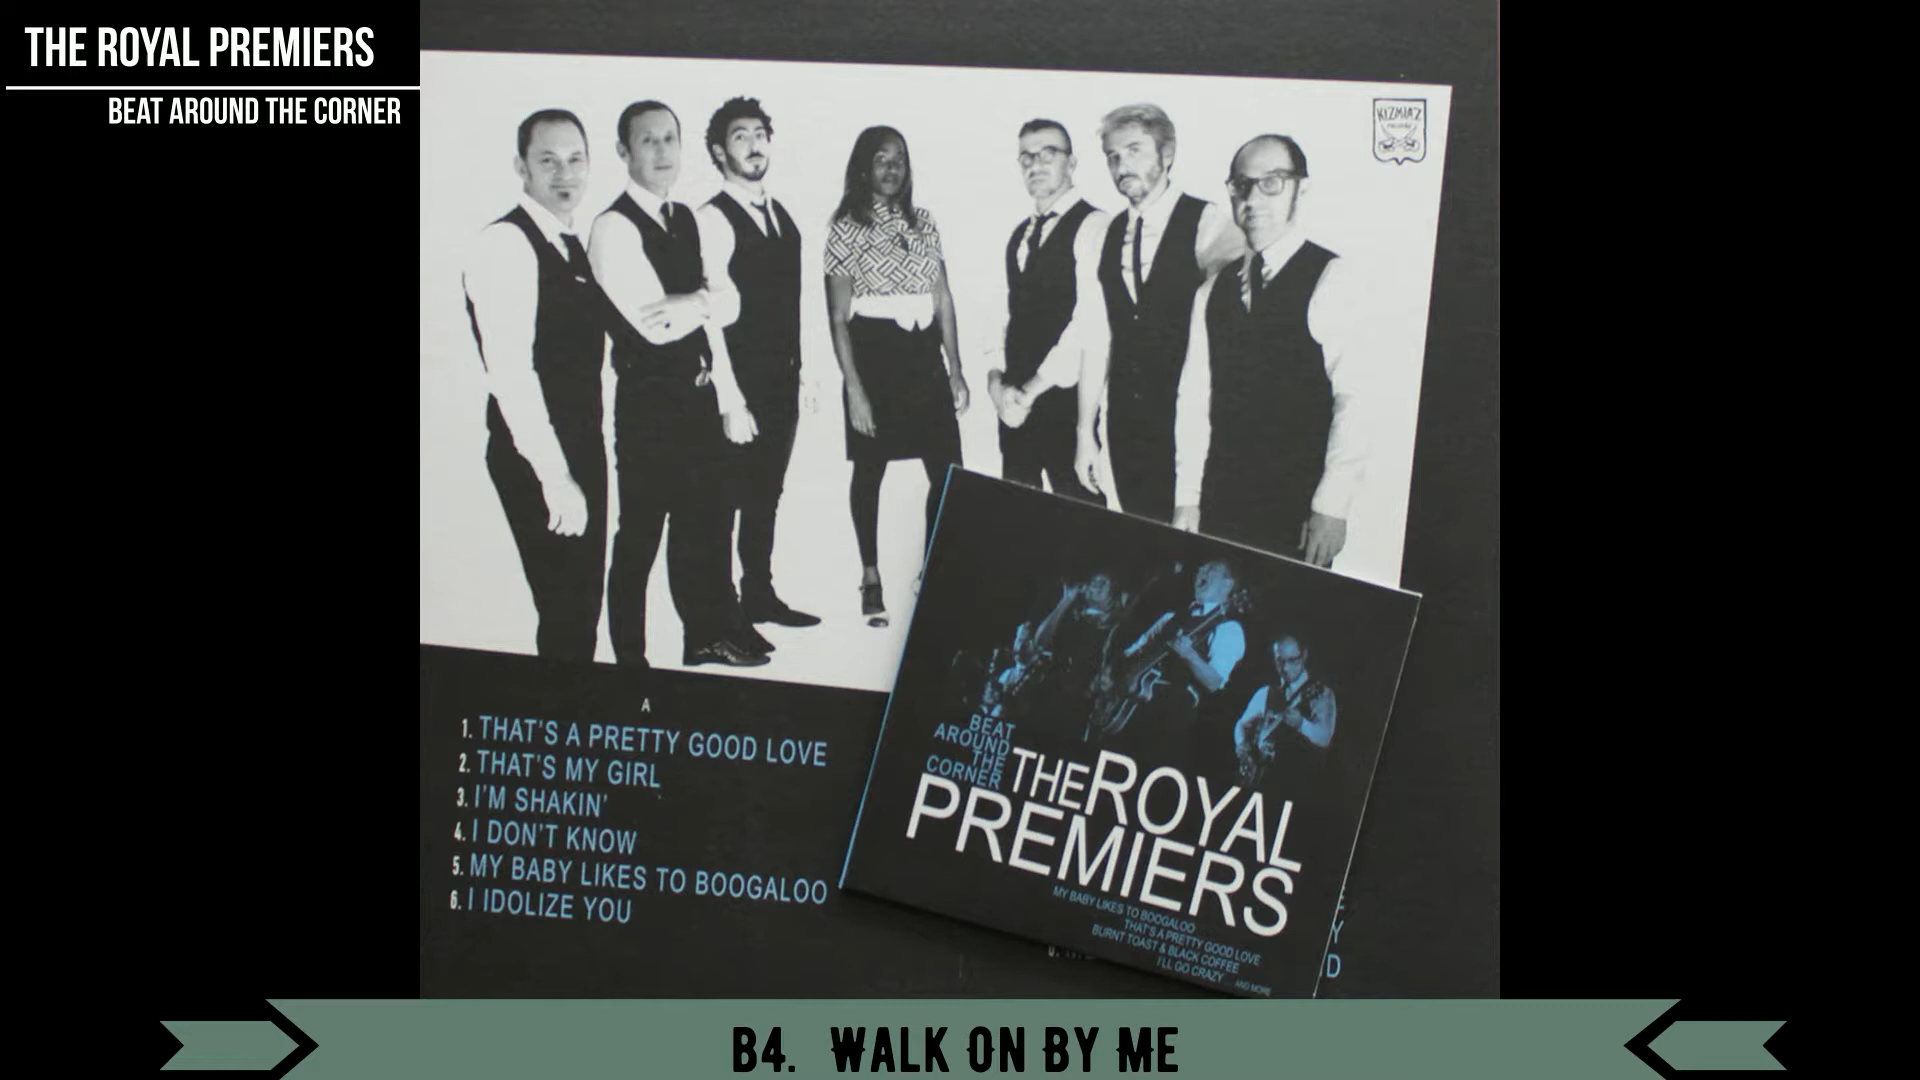 THE ROYAL PREMIERS
BEAT AROUND THE CORNER
KIZMIAZ
A
1. THAT'S A PRETTY GOOD LOVE
2. THAT'S MY GIRL
3. I'M SHAKIN'
4. I DON'T KNOW
5. MY BABY LIKES TO BOOGALOO
6. I IDOLIZE YOU
BEAT
AROUND
THE
CORNER
THE ROYAL
PREMIERS
MY BABY LIKES TO BOOGALOO
THAT'S A PRETTY GOOD LOVE
BURNT TOAST & BLACK COFFEE
I'LL GO CRAZY ... AND MORE
Y
D
B4. WALK ON BY ME